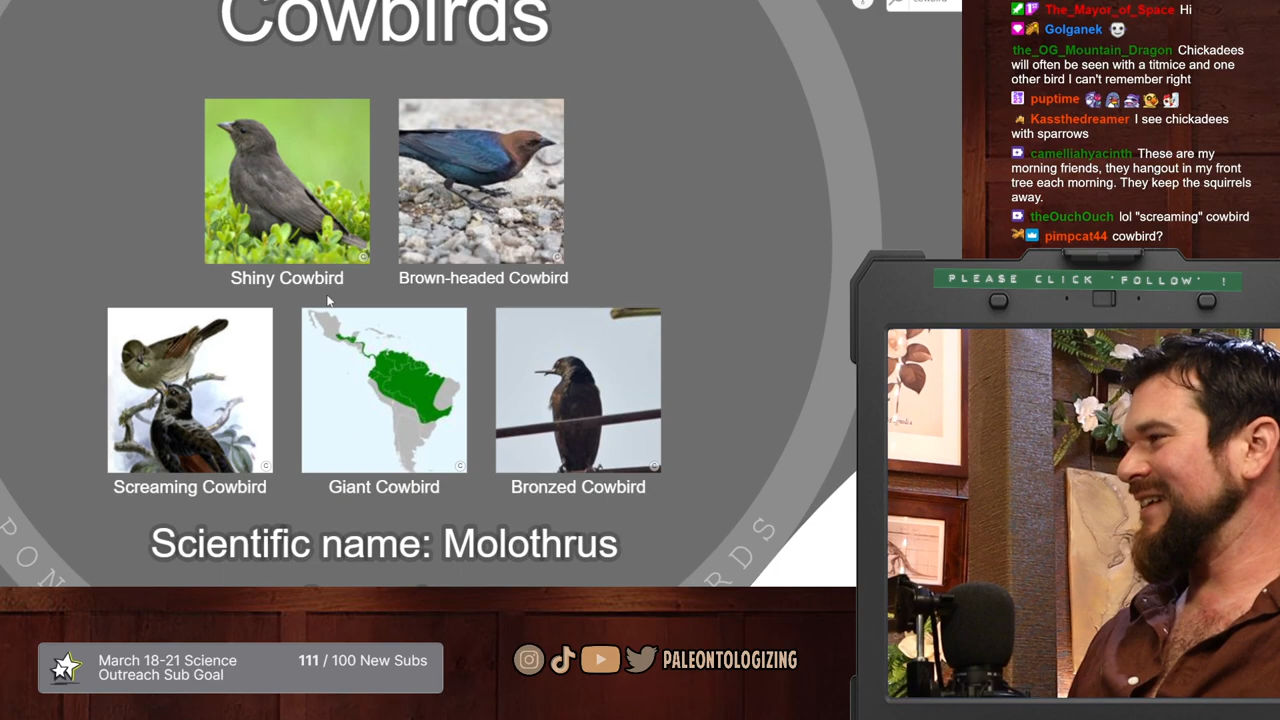 Cowbirds
Shiny Cowbird
Brown-headed Cowbird
Screaming Cowbird
Giant Cowbird
Bronzed Cowbird
Scientific name: Molothrus
PON
RDS
The_Mayor_of_Space Hi
Golganek
the_OG_Mountain_Dragon Chickadees
will often be seen with a titmice and one
other bird I can't remember right
puptime
Kassthedreamer I see chickadees
with sparrows
camelliahyacinth These are my
morning friends, they hangout in my front
tree each morning. They keep the squirrels
away.
theOuchOuch lol "screaming" cowbird
pimpcat44 cowbird?
PLEASE CLICK 'FOLLOW' !
March 18-21 Science
Outreach Sub Goal
111 / 100 New Subs
PALEONTOLOGIZING